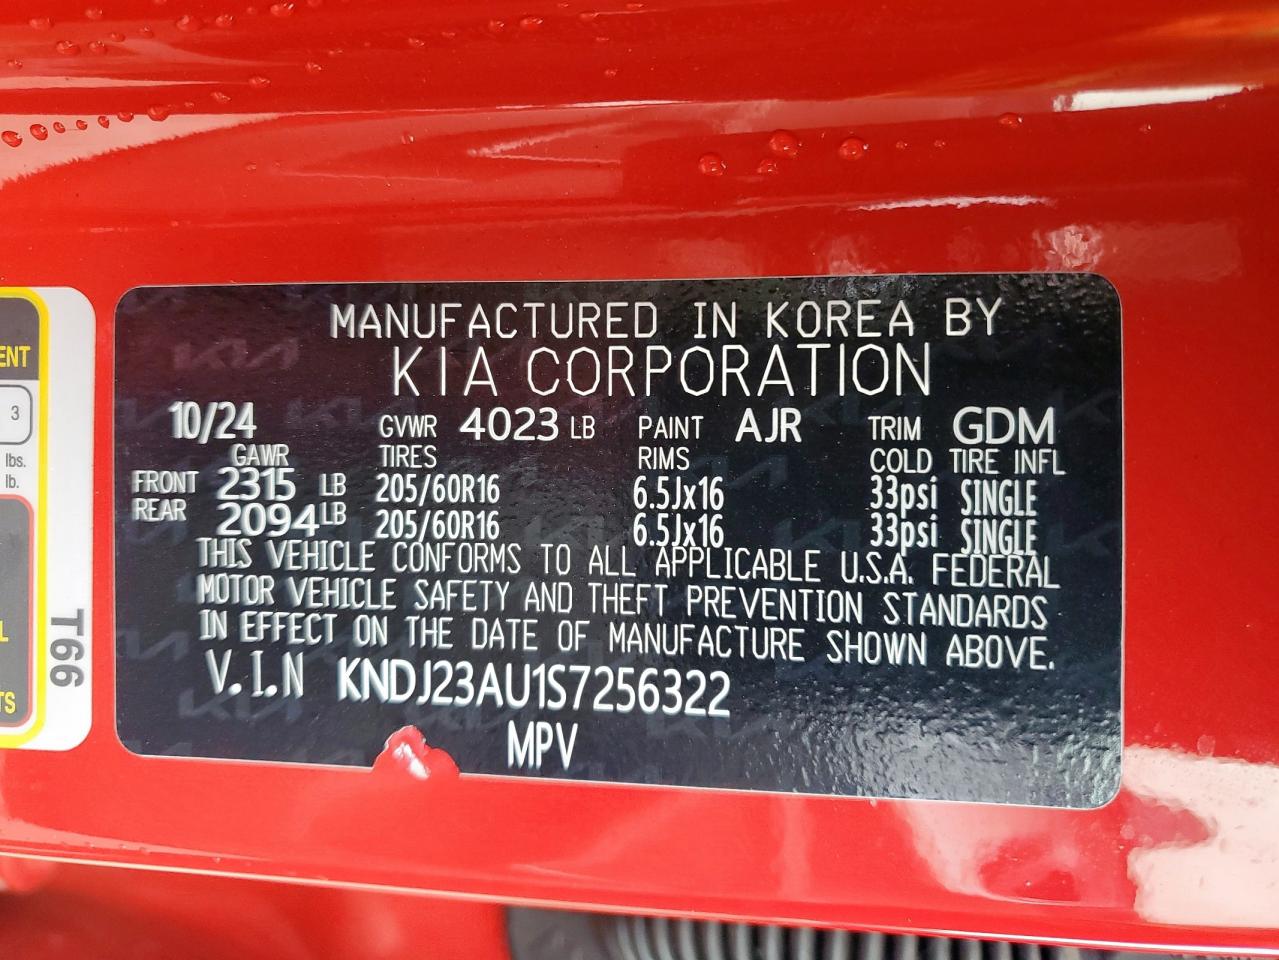 MANUFACTURED IN KOREA BY
KIA CORPORATION
10/24 GVWR 4023 LB PAINT AJR TRIM GDM
GAWR TIRES RIMS COLD TIRE INFL
FRONT 2315 LB 205/60R16 6.5Jx16 33psi SINGLE
REAR 2094 LB 205/60R16 6.5Jx16 33psi SINGLE
THIS VEHICLE CONFORMS TO ALL APPLICABLE U.S.A. FEDERAL
MOTOR VEHICLE SAFETY AND THEFT PREVENTION STANDARDS
IN EFFECT ON THE DATE OF MANUFACTURE SHOWN ABOVE.
V.I.N KNDJ23AU1S7256322
MPV
ENT
3
lbs.
lb.
L
TS
T66